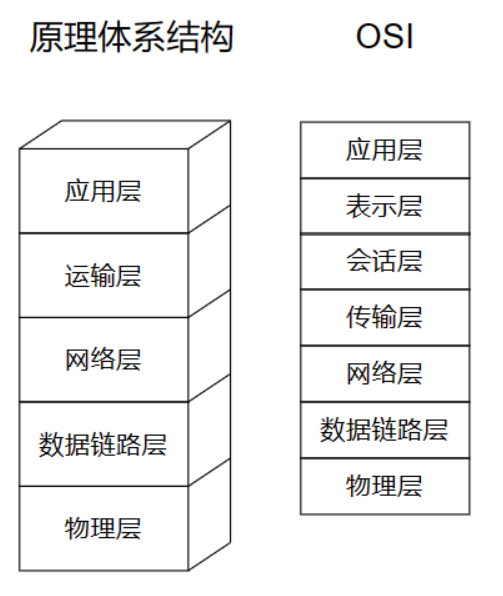 原理体系结构
OSI
应用层
运输层
网络层
数据链路层
物理层
应用层
表示层
会话层
传输层
网络层
数据链路层
物理层